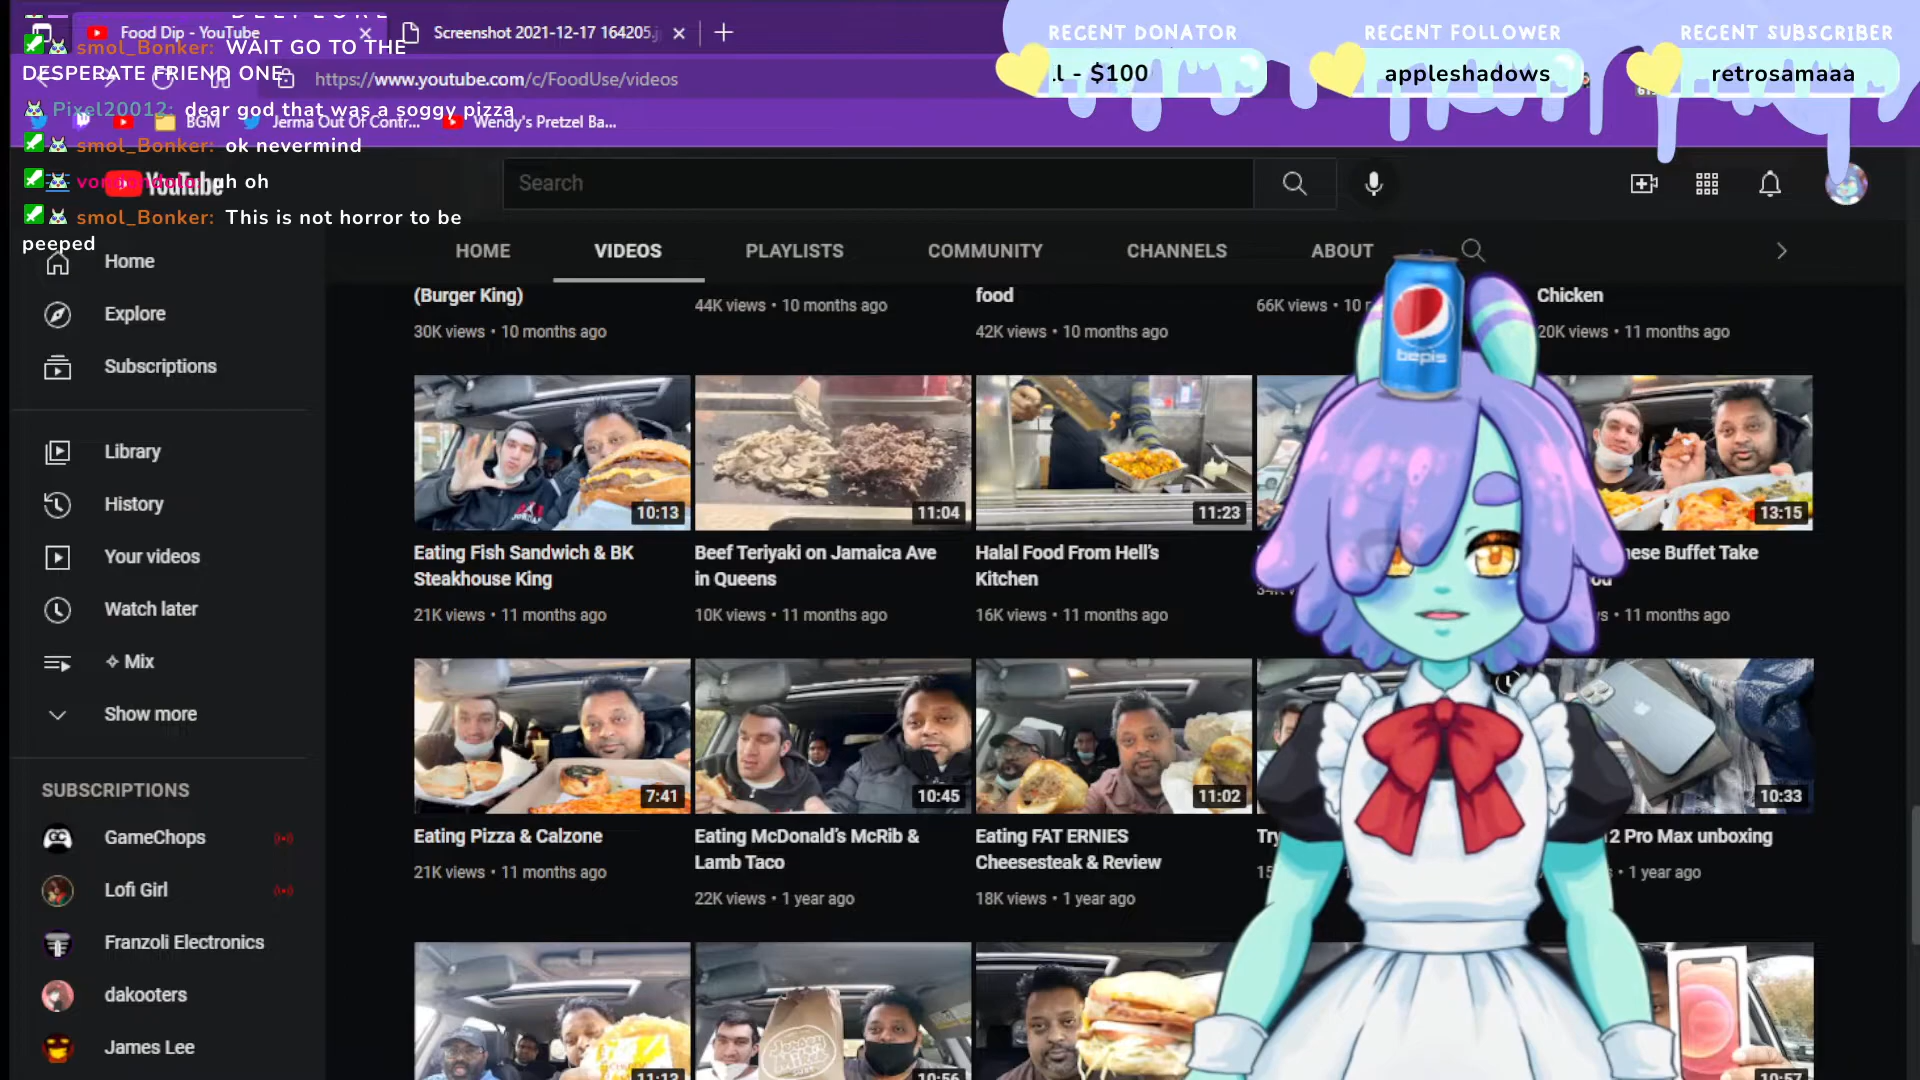 Food Dip - YouTube
Screenshot 2021-12-17 164205.j
RECENT DONATOR
RECENT FOLLOWER
RECENT SUBSCRIBER
l - $100
appleshadows
retrosamaaa
smol_Bonker: WAIT GO TO THE
DESPERATE FRIEND ONE
https://www.youtube.com/c/FoodUse/videos
Pixel20012: dear god that was a soggy pizza
BGM
Jerma Out Of Contr...
Wendy's Pretzel Ba...
smol_Bonker: ok nevermind
uh oh
YouTube
Search
smol_Bonker: This is not horror to be
peeped
HOME
VIDEOS
PLAYLISTS
COMMUNITY
CHANNELS
ABOUT
Home
Explore
Subscriptions
Library
History
Your videos
Watch later
✧ Mix
Show more
SUBSCRIPTIONS
GameChops
Lofi Girl
Franzoli Electronics
dakooters
James Lee
(Burger King)
30K views • 10 months ago
44K views • 10 months ago
food
42K views • 10 months ago
66K views • 10
Chicken
20K views • 11 months ago
bepis
10:13
11:04
11:23
13:15
Eating Fish Sandwich & BK
Steakhouse King
21K views • 11 months ago
Beef Teriyaki on Jamaica Ave
in Queens
10K views • 11 months ago
Halal Food From Hell's
Kitchen
16K views • 11 months ago
nese Buffet Take
11 months ago
7:41
10:45
11:02
10:33
Eating Pizza & Calzone
21K views • 11 months ago
Eating McDonald's McRib &
Lamb Taco
22K views • 1 year ago
Eating FAT ERNIES
Cheesesteak & Review
18K views • 1 year ago
2 Pro Max unboxing
1 year ago
11:13
10:56
10:57